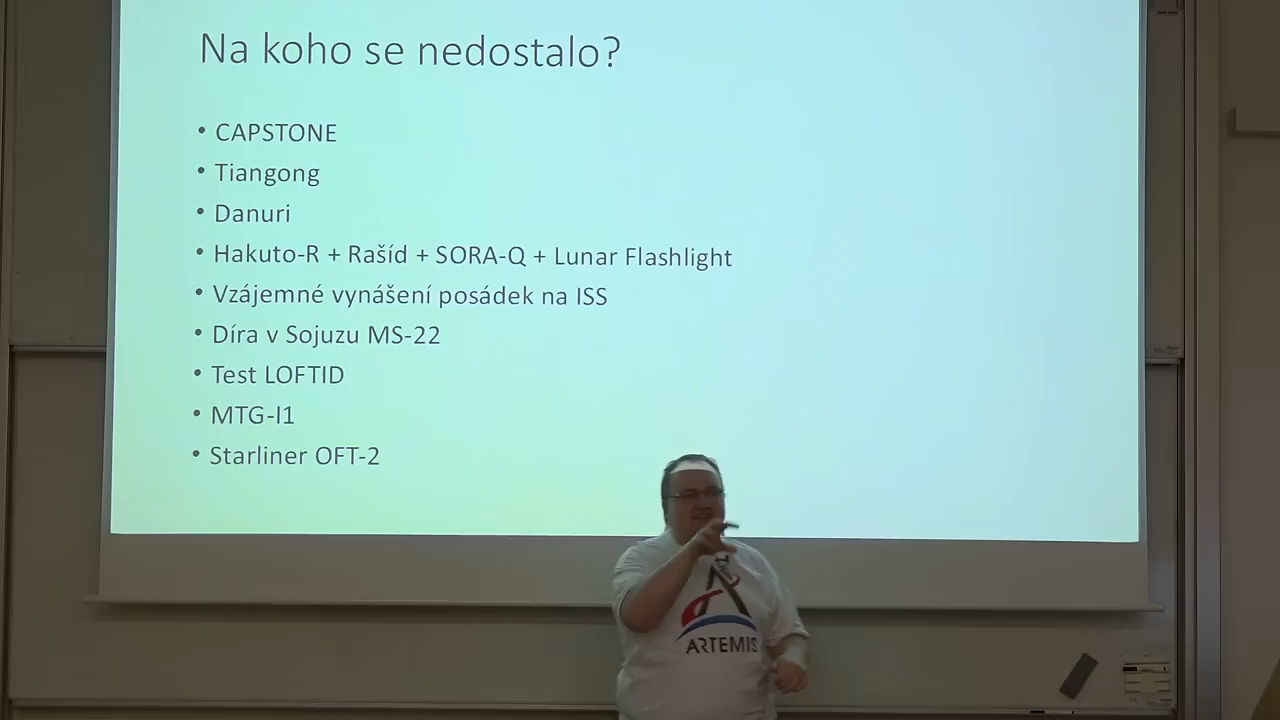 Na koho se nedostalo?
• CAPSTONE
• Tiangong
• Danuri
• Hakuto-R + Rašíd + SORA-Q + Lunar Flashlight
• Vzájemné vynášení posádek na ISS
• Díra v Sojuzu MS-22
• Test LOFTID
• MTG-I1
• Starliner OFT-2
ARTEMIS